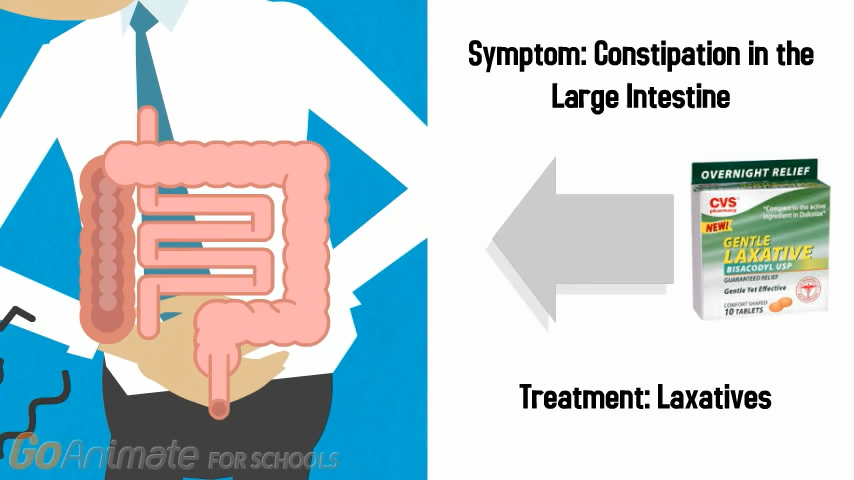 Symptom: Constipation in the
Large Intestine
OVERNIGHT RELIEF
CVS
pharmacy
*Compare to the active
ingredient in Dulcolax®
NEW!
GENTLE
LAXATIVE
BISACODYL USP
GUARANTEED RELIEF
Gentle Yet Effective
COMFORT SHAPED
10 TABLETS
Treatment: Laxatives
GoAnimate FOR SCHOOLS